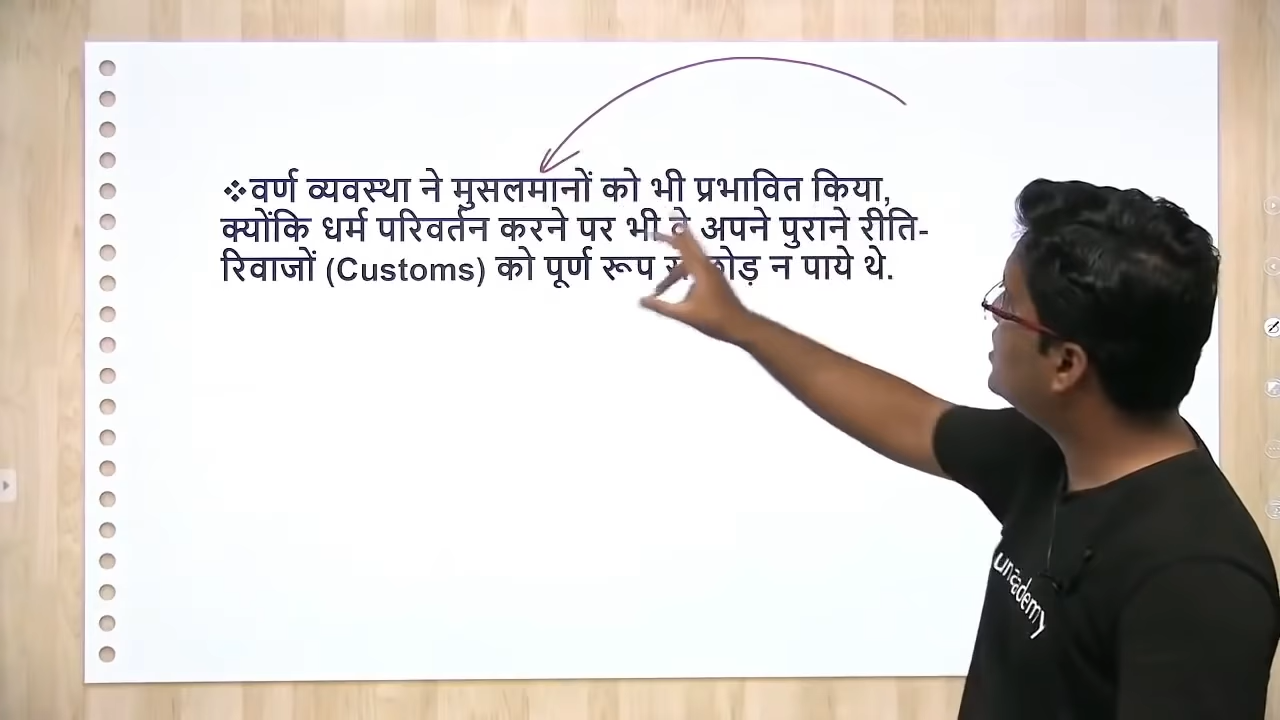 ❖वर्ण व्यवस्था ने मुसलमानों को भी प्रभावित किया,
क्योंकि धर्म परिवर्तन करने पर भी वे अपने पुराने रीति-
रिवाजों (Customs) को पूर्ण रूप छोड़ न पाये थे.
unacademy